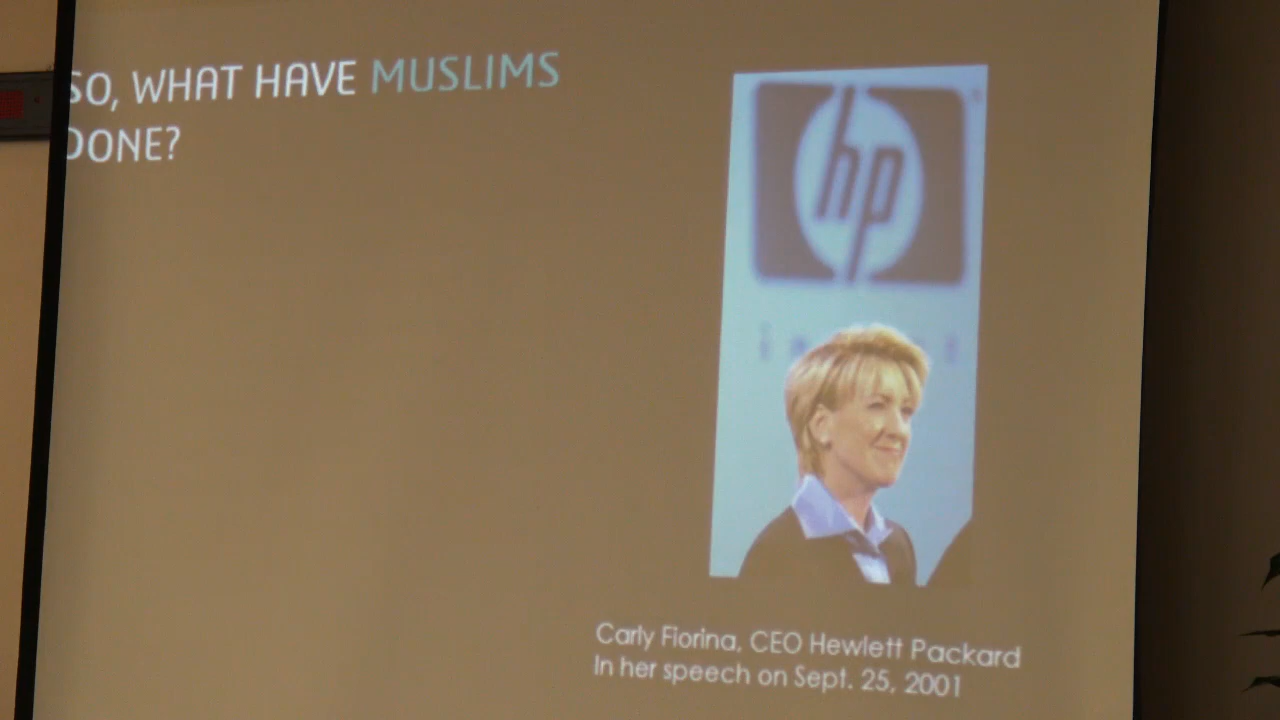 SO, WHAT HAVE MUSLIMS
DONE?
hp
Carly Fiorina, CEO Hewlett Packard
In her speech on Sept. 25, 2001